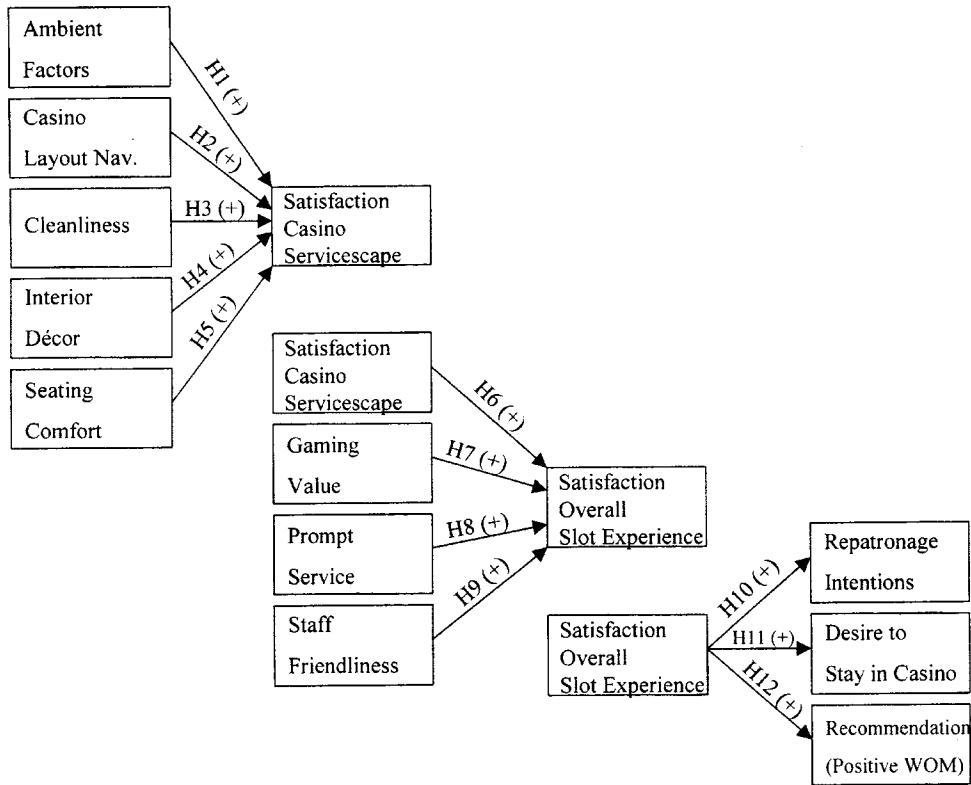 Ambient
Factors
H1 (+)
Casino
Layout Nav.
H2 (+)
Cleanliness
H3 (+)
Interior
Décor
H4 (+)
Seating
Comfort
H5 (+)
Satisfaction
Casino
Servicescape
Satisfaction
Casino
Servicescape
H6 (+)
Gaming
Value
H7 (+)
Prompt
Service
H8 (+)
Staff
Friendliness
H9 (+)
Satisfaction
Overall
Slot Experience
Satisfaction
Overall
Slot Experience
H10 (+)
Repatronage
Intentions
H11 (+)
Desire to
Stay in Casino
H12 (+)
Recommendation
(Positive WOM)